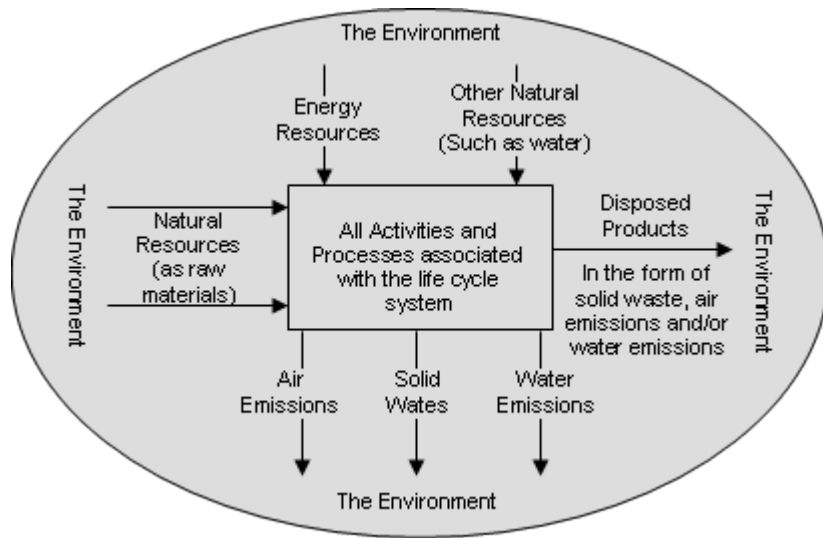 The Environment
Energy
Resources
Other Natural
Resources
(Such as water)
The Environment
Natural
Resources
(as raw
materials)
All Activities and
Processes associated
with the life cycle
system
Disposed
Products
In the form of
solid waste, air
emissions and/or
water emissions
The Environment
Air
Emissions
Solid
Wates
Water
Emissions
The Environment